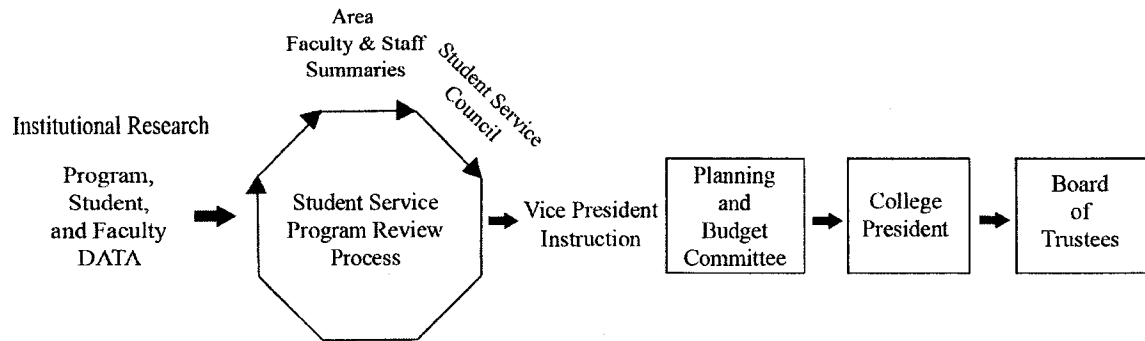 Institutional Research
Program,
Student,
and Faculty
DATA
Area
Faculty & Staff
Summaries
Student Service
Council
Student Service
Program Review
Process
Vice President
Instruction
Planning
and
Budget
Committee
College
President
Board
of
Trustees